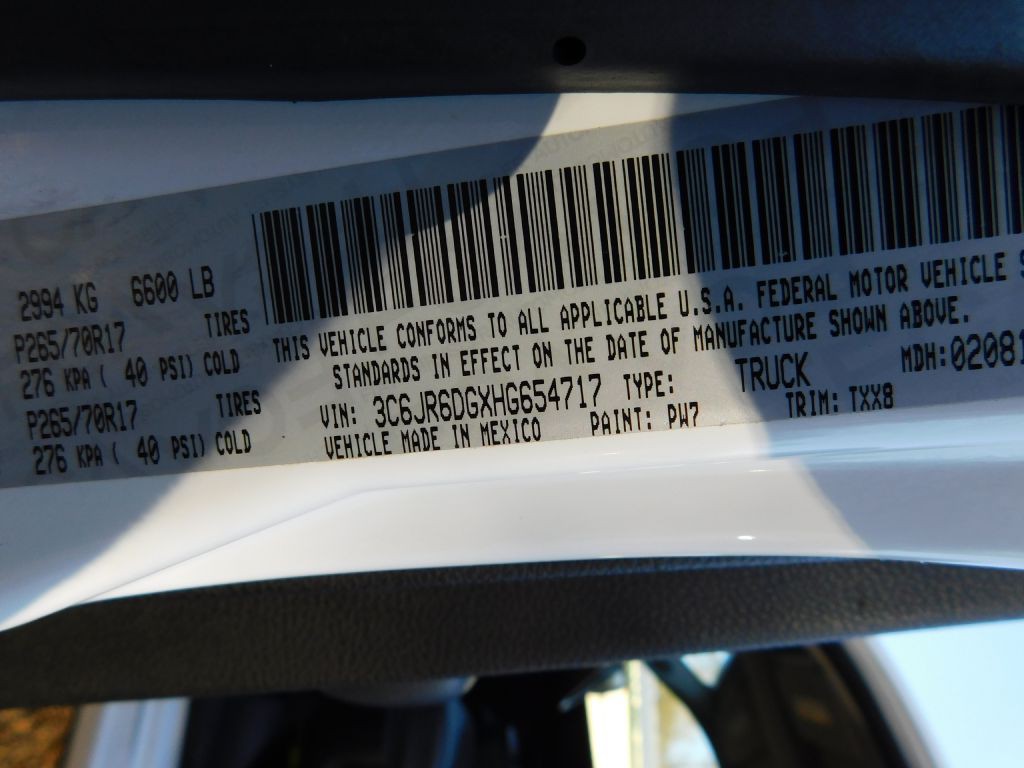 2994 KG 6600 LB
P265/70R17 TIRES
276 KPA ( 40 PSI) COLD
P265/70R17 TIRES
276 KPA ( 40 PSI) COLD
THIS VEHICLE CONFORMS TO ALL APPLICABLE U.S.A. FEDERAL MOTOR VEHICLE S
STANDARDS IN EFFECT ON THE DATE OF MANUFACTURE SHOWN ABOVE.
VIN: 3C6JR6DGXHG654717 TYPE: TRUCK MDH:02081
VEHICLE MADE IN MEXICO PAINT: PW7 TRIM: TXX8